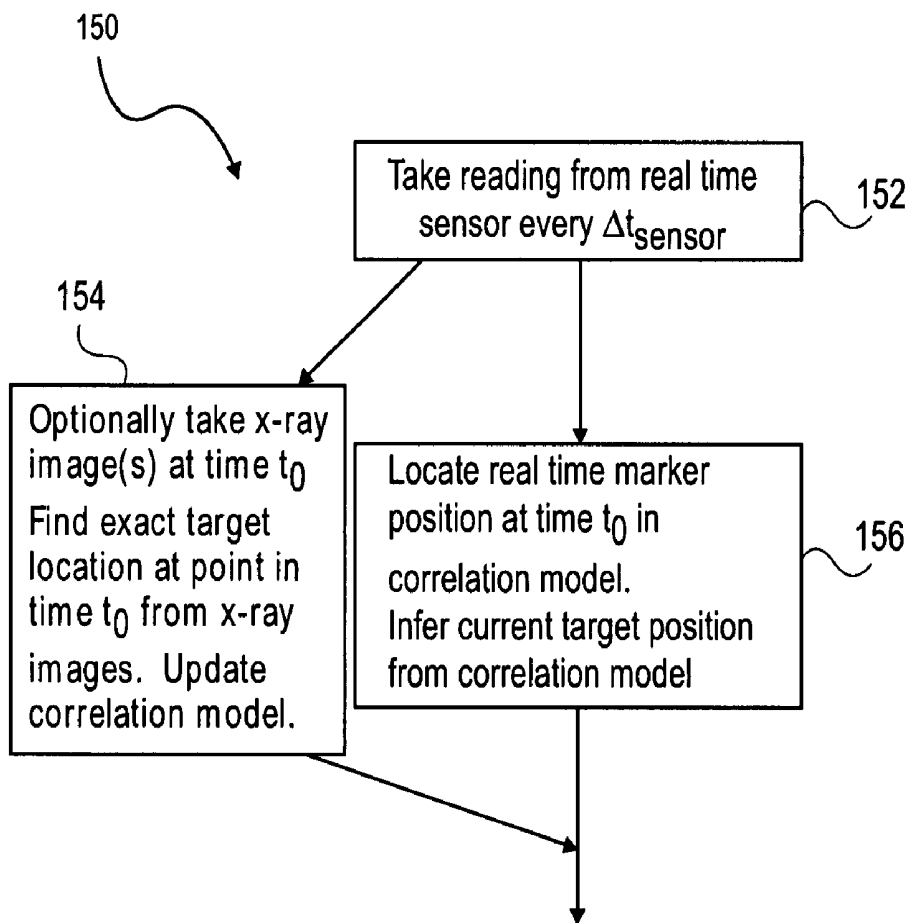 150
Take reading from real time
sensor every Δt_sensor
152
154
Optionally take x-ray
image(s) at time t₀
Find exact target
location at point in
time t₀ from x-ray
images. Update
correlation model.
Locate real time marker
position at time t₀ in
correlation model.
Infer current target position
from correlation model
156